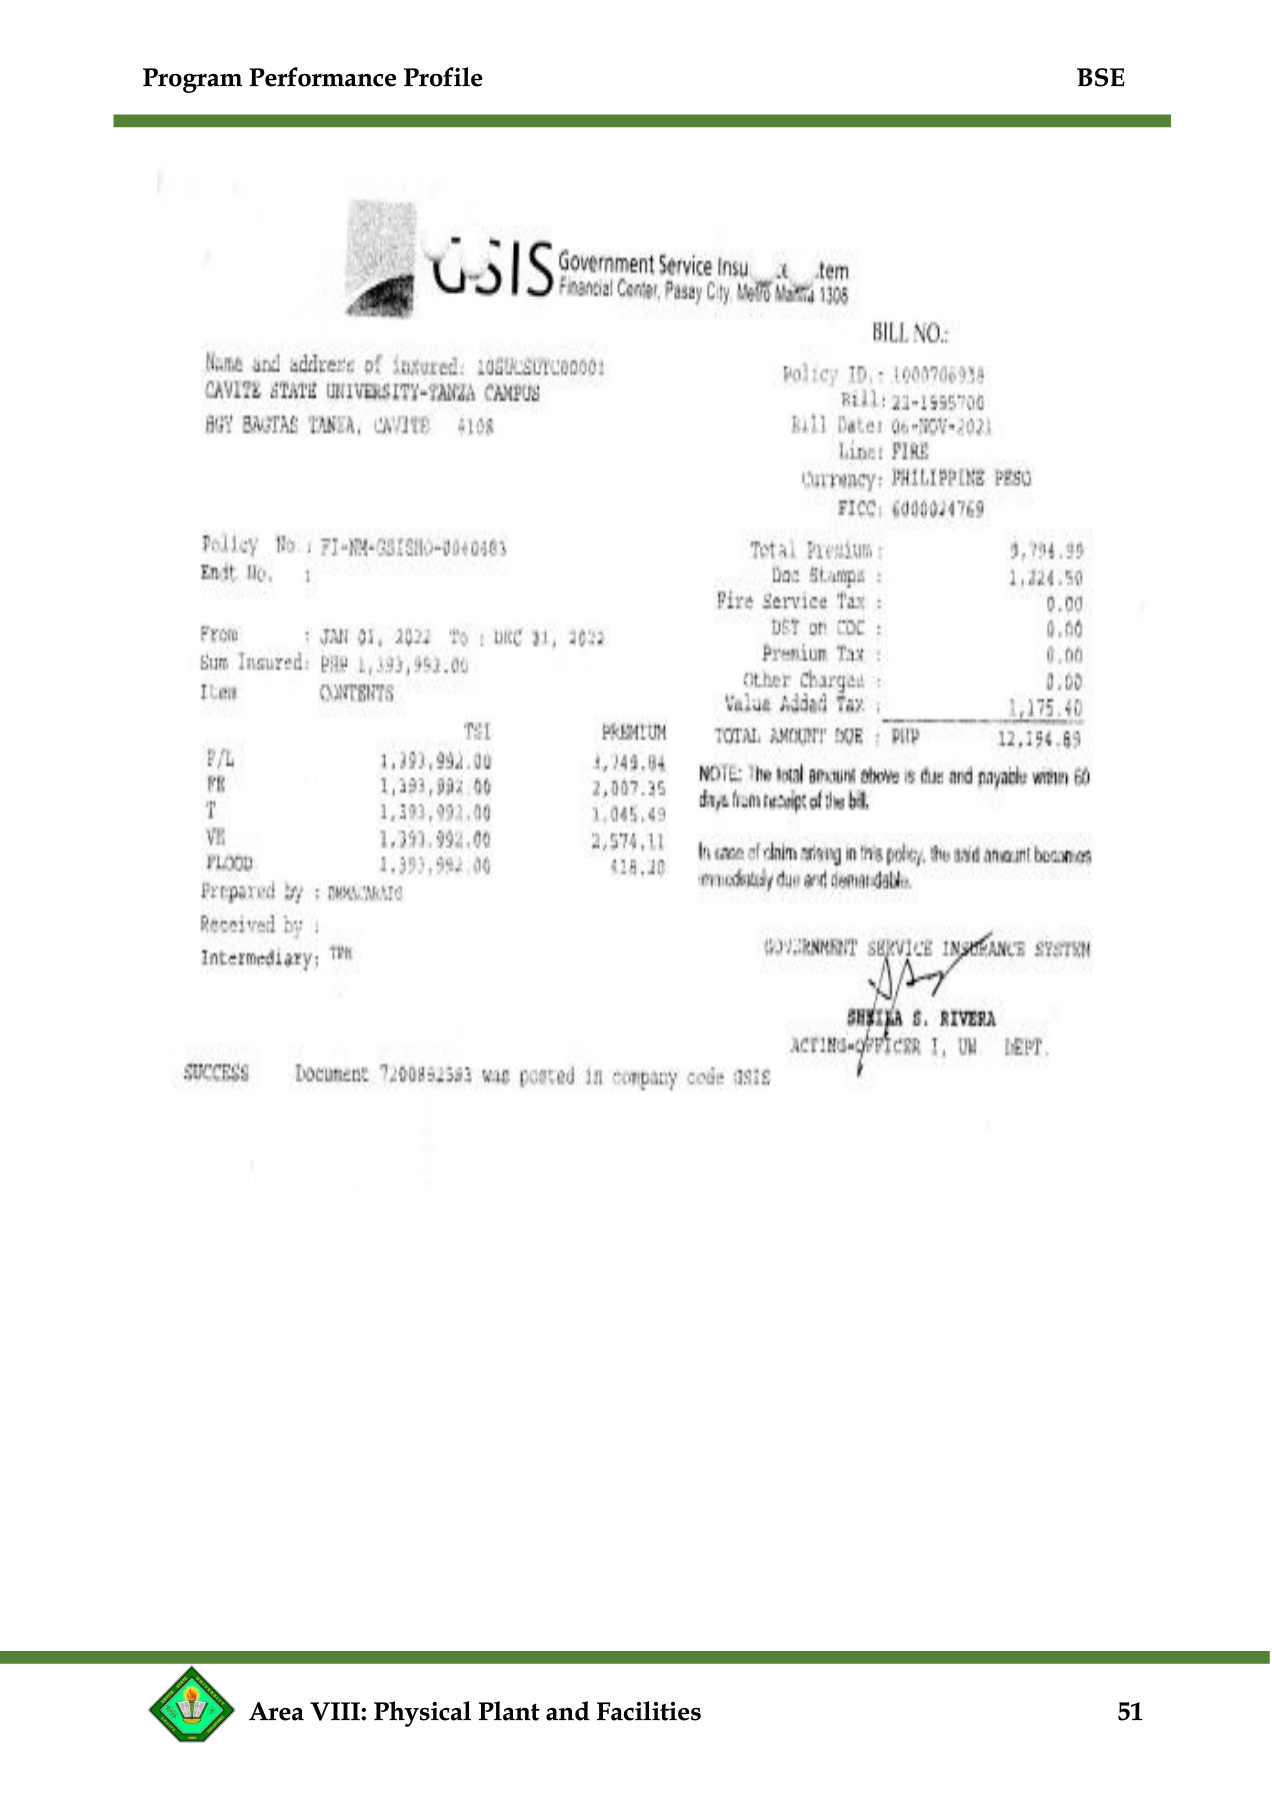 Program Performance Profile BSE
GSIS Government Service Insu tem
Financial Center, Pasay City, Metro Manila 1308
BILL NO.:
Name and address of insured:
CAVITE STATE UNIVERSITY-TANZA CAMPUS
BGY BAGTAS TANZA, CAVITE 4108
Policy ID.: 1000706938
Bill: 21-1995700
Bill Date: 06-NOV-2021
Line: FIRE
Currency: PHILIPPINE PESO
FICC: 6000024769
Policy No. :
Endt No. :
From : JAN 01, 2022 To : DEC 31, 2022
Sum Insured: PHP 1,393,992.00
Item CONTENTS
TSI PREMIUM
F/L 1,393,992.00 3,749.84
FE 1,393,992.00 2,007.35
T 1,393,992.00 1,045.49
VE 1,393,992.00 2,574.11
FLOOD 1,393,992.00 418.20
Prepared by :
Received by :
Intermediary:
Total Premium : 9,794.99
Doc Stamps : 1,224.50
Fire Service Tax : 0.00
DST on COC : 0.00
Premium Tax : 0.00
Other Charges : 0.00
Value Added Tax : 1,175.40
TOTAL AMOUNT DUE : PHP 12,194.89
NOTE: The total amount above is due and payable within 60
days from receipt of the bill.
In case of claim arising in this policy, the said amount becomes
immediately due and demandable.
GOVERNMENT SERVICE INSURANCE SYSTEM
SHEILA S. RIVERA
ACTING-OFFICER I, UW DEPT.
SUCCESS Document was posted in company code GSIS
Area VIII: Physical Plant and Facilities 51